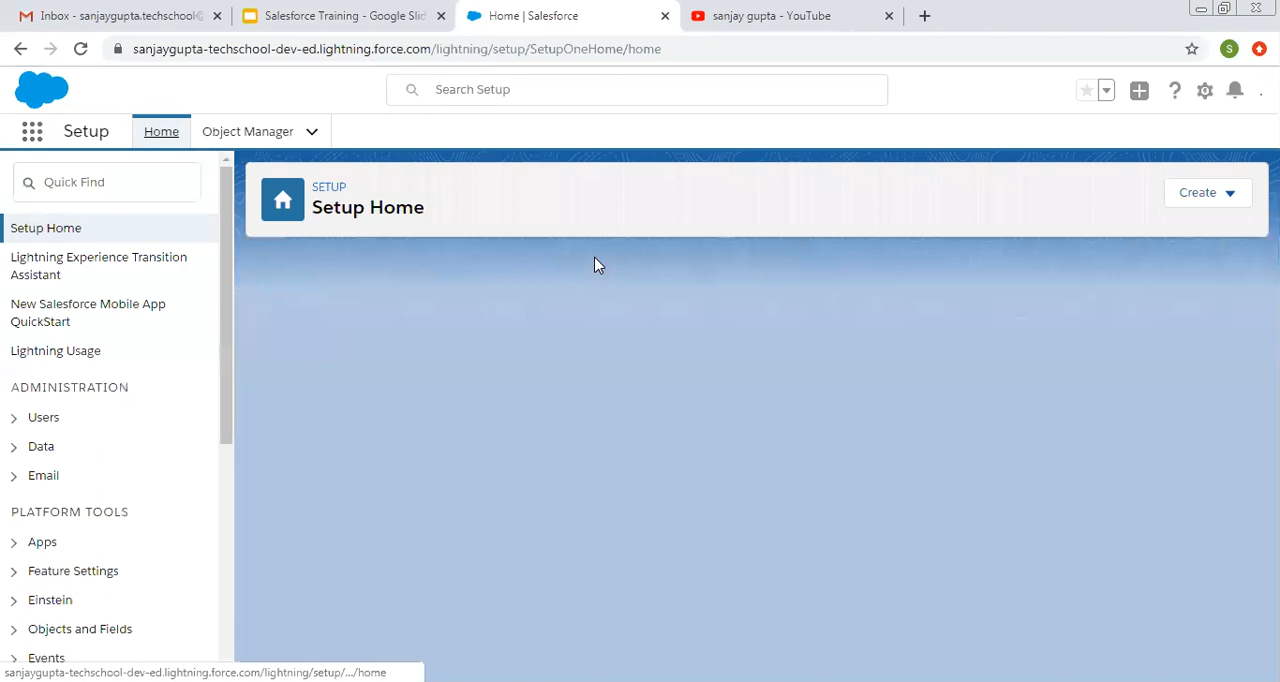 Inbox - sanjaygupta.techschool@
Salesforce Training - Google Slid
Home | Salesforce
sanjay gupta - YouTube
sanjaygupta-techschool-dev-ed.lightning.force.com/lightning/setup/SetupOneHome/home
S
Search Setup
Setup
Home
Object Manager
Quick Find
SETUP
Setup Home
Create
Setup Home
Lightning Experience Transition
Assistant
New Salesforce Mobile App
QuickStart
Lightning Usage
ADMINISTRATION
Users
Data
Email
PLATFORM TOOLS
Apps
Feature Settings
Einstein
Objects and Fields
Events
sanjaygupta-techschool-dev-ed.lightning.force.com/lightning/setup/.../home